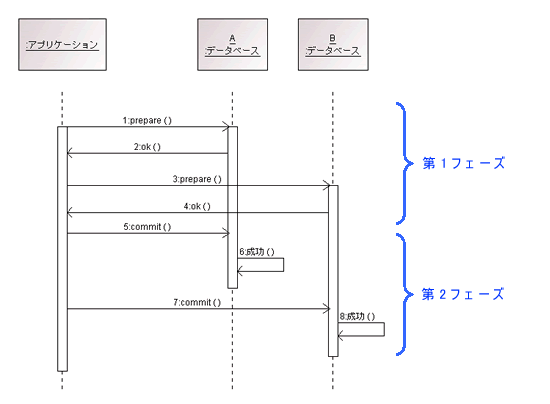 :アプリケーション
A
:データベース
B
:データベース
1:prepare ()
2:ok ()
3:prepare ()
4:ok ()
第１フェーズ
5:commit ()
6:成功 ()
7:commit ()
8:成功 ()
第２フェーズ